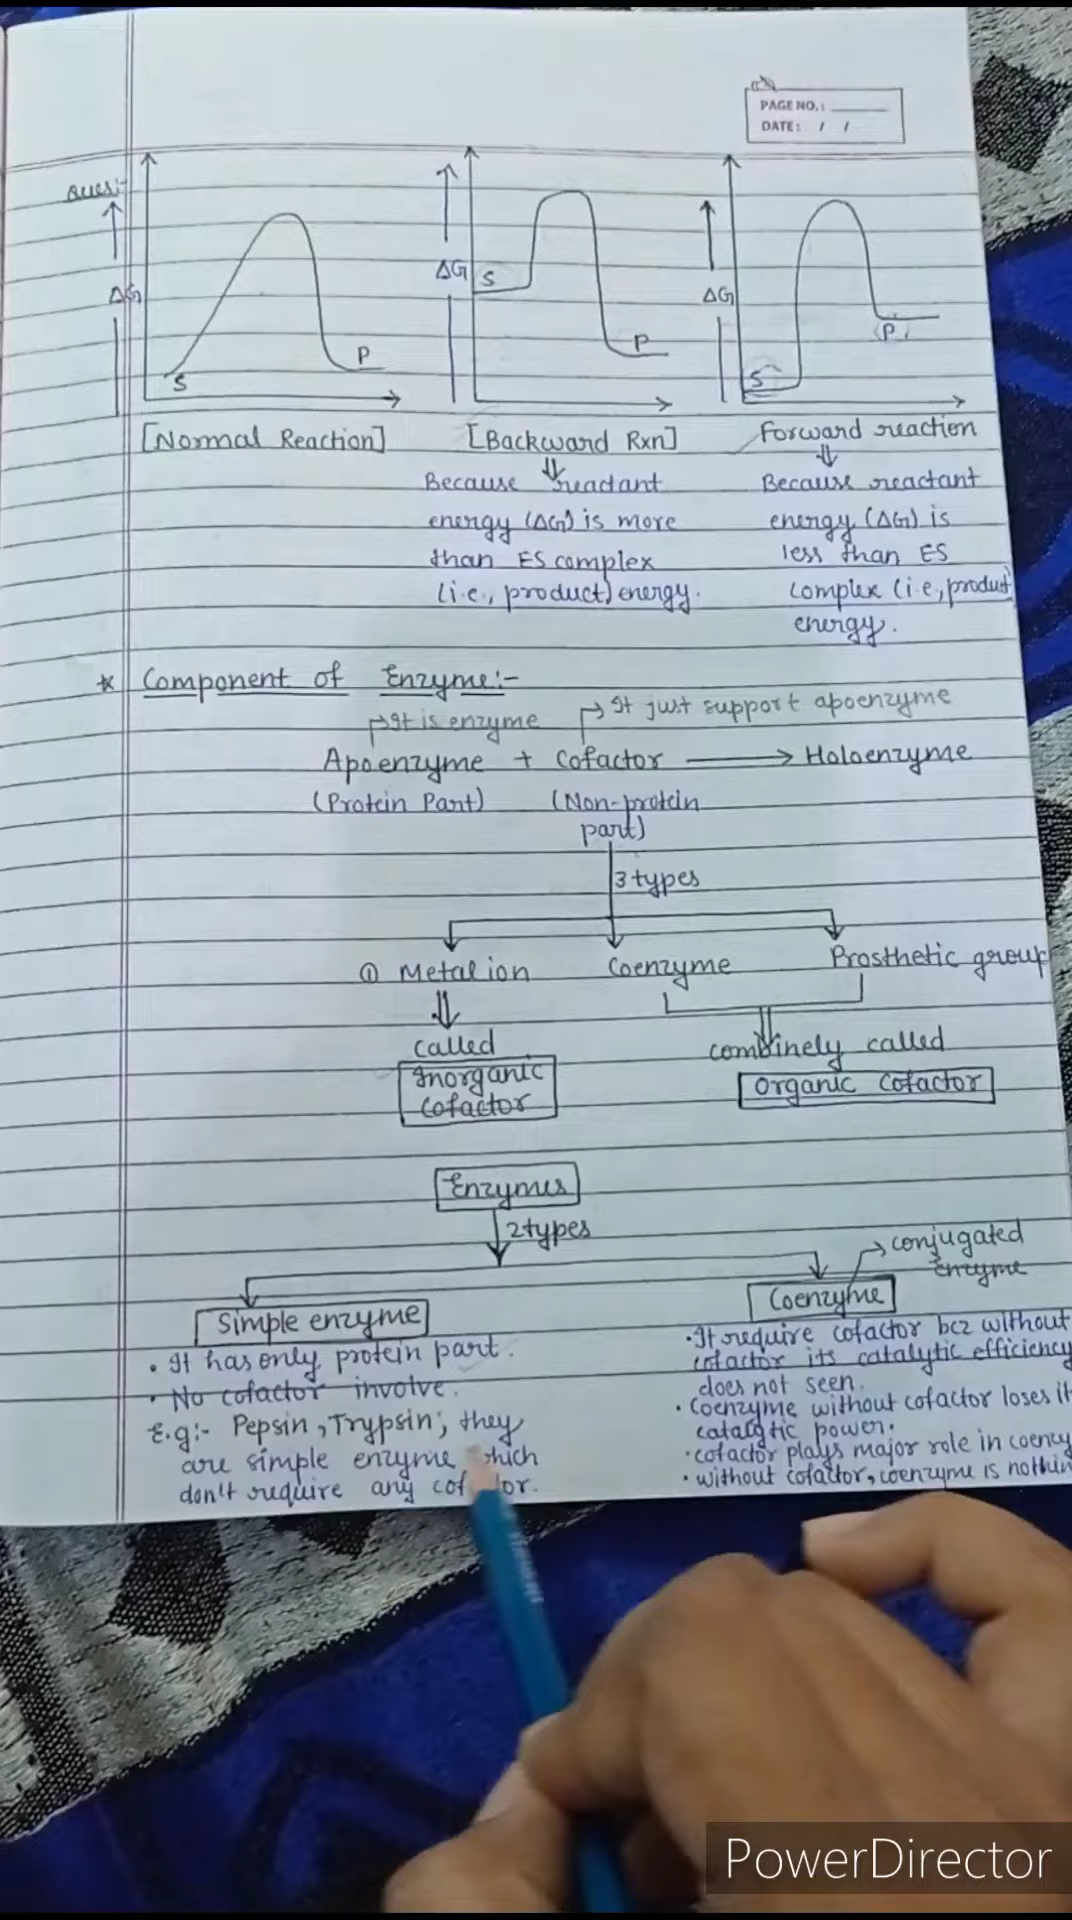 PAGE NO.:
DATE: / /
Ques:-
ΔG
S
P
ΔG
S
P
ΔG
S
P
[Normal Reaction]
[Backward Rxn]
Forward reaction
Because reactant
energy (ΔG) is more
than ES complex
(i.e., product) energy.
Because reactant
energy (ΔG) is
less than ES
complex (i.e, product
energy.
* Component of Enzyme:-
It is enzyme
It just support apoenzyme
Apoenzyme + Cofactor → Holoenzyme
(Protein Part)
(Non-protein
part)
3 types
① Metal ion
Coenzyme
Prosthetic group
called
Inorganic
Cofactor
combinely called
Organic Cofactor
Enzymes
2 types
Simple enzyme
Coenzyme
conjugated
Enzyme
• It has only protein part.
• No cofactor involve.
E.g:- Pepsin, Trypsin; they
are simple enzyme which
don't require any
• It require cofactor bcz without
cofactor its catalytic efficiency
does not seen.
• Coenzyme without cofactor loses it
catalytic power.
• cofactor plays major role in coenzy
• without cofactor, coenzyme is nothin
PowerDirector